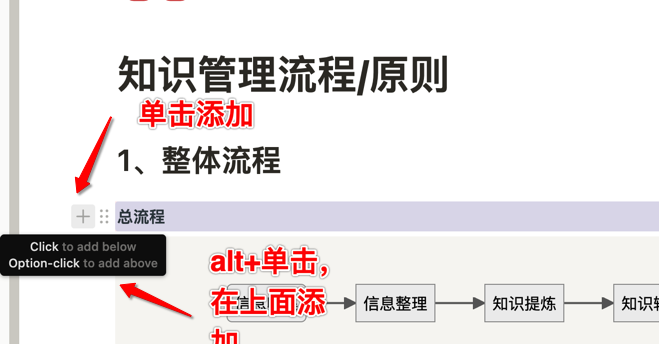 知识管理流程/原则
单击添加
1、整体流程
总流程
Click to add below
Option-click to add above
alt+单击,
在上面添
加
信息整理
知识提炼
知识